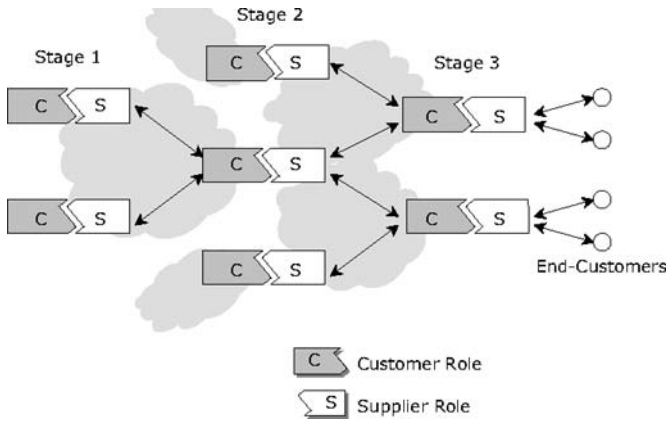 Stage 2
C S
Stage 1
Stage 3
C S
C S
C S
C S
C S
C S
End-Customers
C Customer Role
S Supplier Role